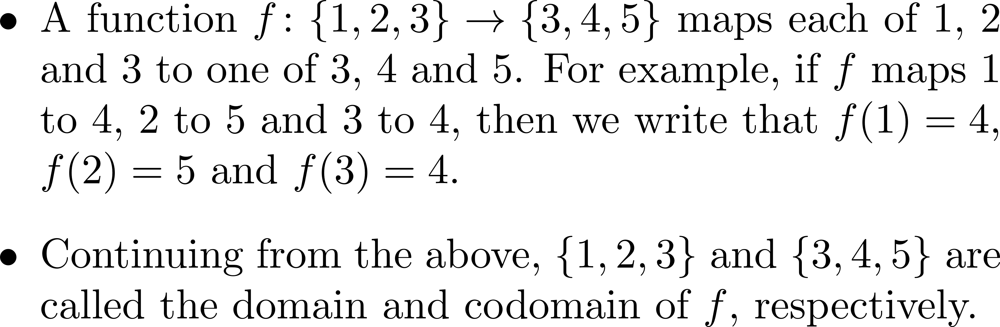 • A function f: {1, 2, 3} → {3, 4, 5} maps each of 1, 2
and 3 to one of 3, 4 and 5. For example, if f maps 1
to 4, 2 to 5 and 3 to 4, then we write that f(1) = 4,
f(2) = 5 and f(3) = 4.
• Continuing from the above, {1, 2, 3} and {3, 4, 5} are
called the domain and codomain of f, respectively.